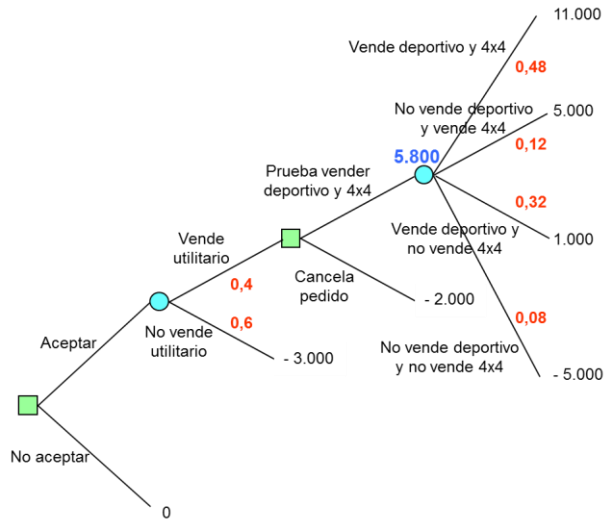 11.000
Vende deportivo y 4x4
0,48
No vende deportivo
y vende 4x4
5.000
0,12
5.800
Prueba vender
deportivo y 4x4
0,32
Vende deportivo y
no vende 4x4
1.000
Vende
utilitario
0,4
Cancela
pedido
- 2.000
0,08
0,6
No vende
utilitario
Aceptar
- 3.000
No vende deportivo
y no vende 4x4
- 5.000
No aceptar
0